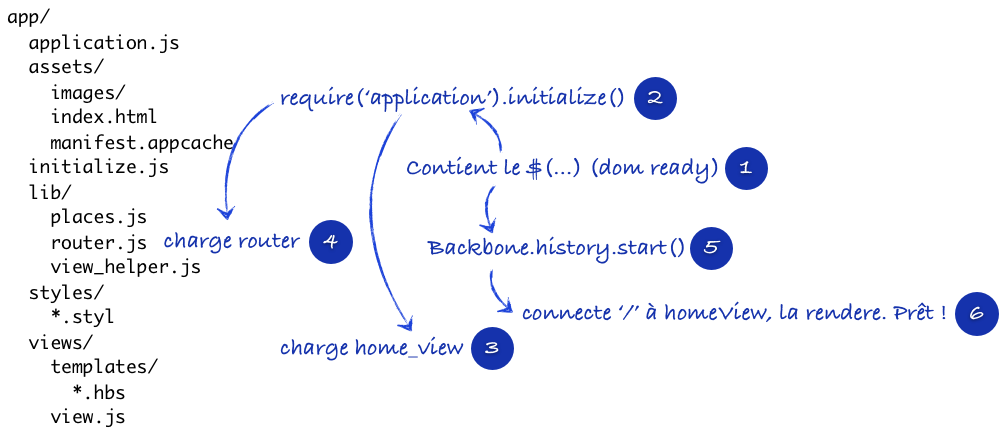 app/
application.js
assets/
images/
require(‘application’).initialize() 2
index.html
manifest.appcache
initialize.js
Contient le $(...) (dom ready) 1
lib/
places.js
router.js charge router 4
Backbone.history.start() 5
view_helper.js
styles/
*.styl
connecte ‘/’ à homeView, la rendere. Prêt ! 6
views/
charge home_view 3
templates/
*.hbs
view.js